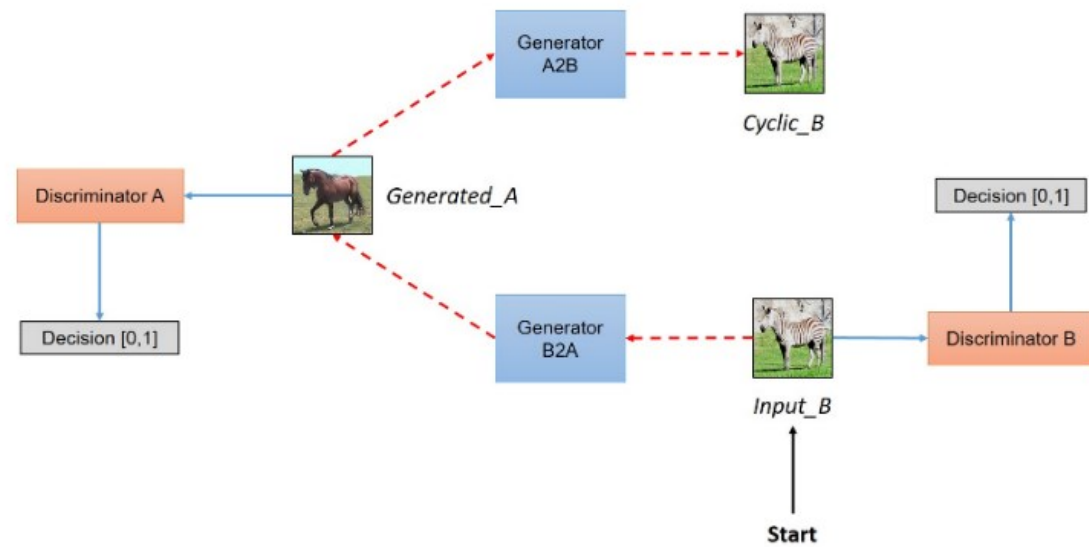 Generator
A2B
Cyclic_B
Discriminator A
Generated_A
Decision [0,1]
Decision [0,1]
Generator
B2A
Discriminator B
Input_B
Start